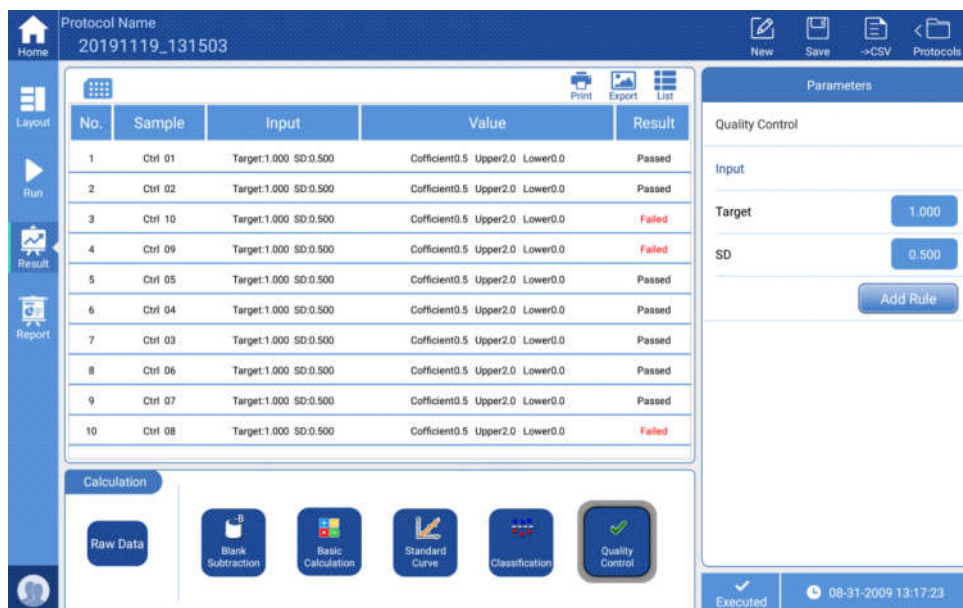 Home
Protocol Name
20191119_131503
New
Save
->CSV
Protocols
Layout
Run
Result
Report
Print
Export
List
No. Sample Input Value Result
1 Ctrl 01 Target:1.000 SD:0.500 Cofficient0.5 Upper2.0 Lower0.0 Passed
2 Ctrl 02 Target:1.000 SD:0.500 Cofficient0.5 Upper2.0 Lower0.0 Passed
3 Ctrl 10 Target:1.000 SD:0.500 Cofficient0.5 Upper2.0 Lower0.0 Failed
4 Ctrl 09 Target:1.000 SD:0.500 Cofficient0.5 Upper2.0 Lower0.0 Failed
5 Ctrl 05 Target:1.000 SD:0.500 Cofficient0.5 Upper2.0 Lower0.0 Passed
6 Ctrl 04 Target:1.000 SD:0.500 Cofficient0.5 Upper2.0 Lower0.0 Passed
7 Ctrl 03 Target:1.000 SD:0.500 Cofficient0.5 Upper2.0 Lower0.0 Passed
8 Ctrl 06 Target:1.000 SD:0.500 Cofficient0.5 Upper2.0 Lower0.0 Passed
9 Ctrl 07 Target:1.000 SD:0.500 Cofficient0.5 Upper2.0 Lower0.0 Passed
10 Ctrl 08 Target:1.000 SD:0.500 Cofficient0.5 Upper2.0 Lower0.0 Failed
Parameters
Quality Control
Input
Target 1.000
SD 0.500
Add Rule
Calculation
Raw Data
-B
Blank
Subtraction
Basic
Calculation
Standard
Curve
Classification
Quality
Control
Executed
08-31-2009 13:17:23